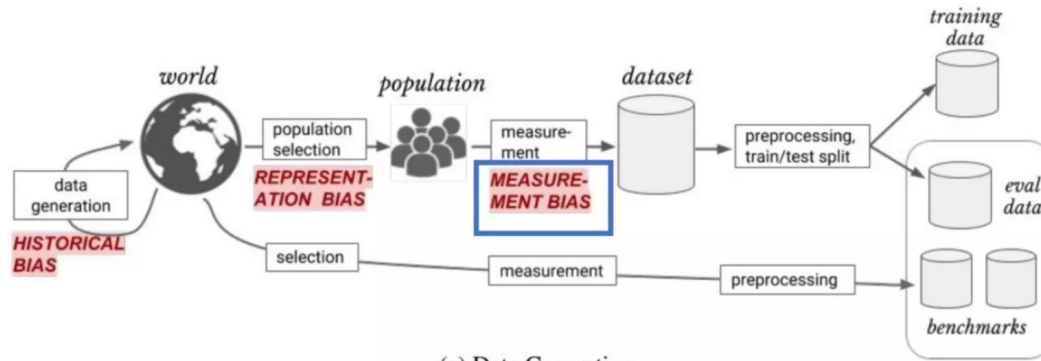 training
data
world
population
dataset
population
selection
measure-
ment
preprocessing,
train/test split
REPRESENT-
ATION BIAS
MEASURE-
MENT BIAS
data
generation
eval
data
HISTORICAL
BIAS
selection
measurement
preprocessing
benchmarks